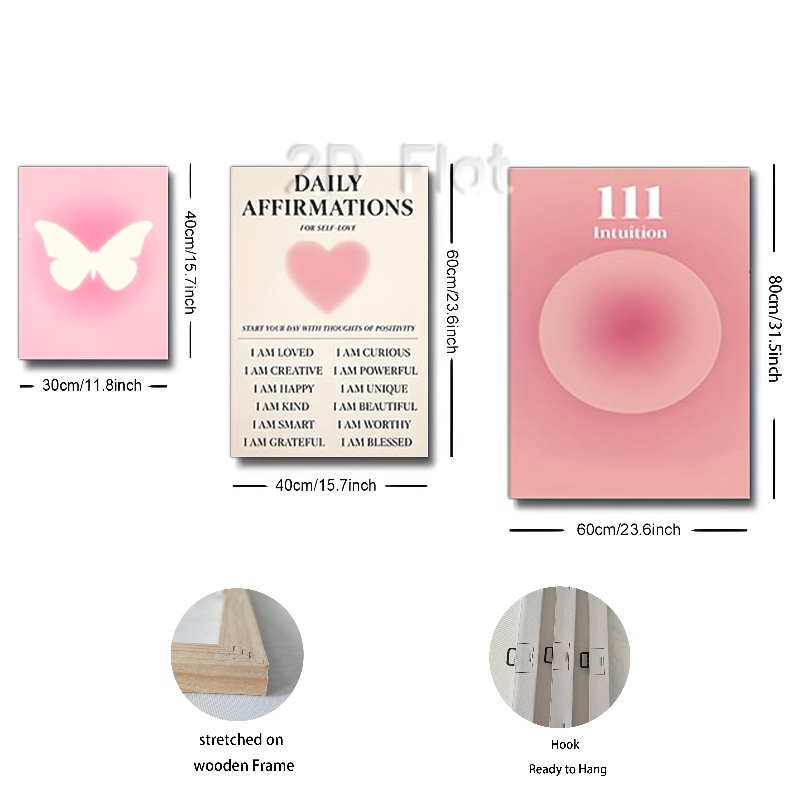 2D Flat
40cm/15.7inch
30cm/11.8inch
DAILY
AFFIRMATIONS
FOR SELF-LOVE
START YOUR DAY WITH THOUGHTS OF POSITIVITY
I AM LOVED I AM CURIOUS
I AM CREATIVE I AM POWERFUL
I AM HAPPY I AM UNIQUE
I AM KIND I AM BEAUTIFUL
I AM SMART I AM WORTHY
I AM GRATEFUL I AM BLESSED
60cm/23.6inch
40cm/15.7inch
111
Intuition
80cm/31.5inch
60cm/23.6inch
stretched on
wooden Frame
Hook
Ready to Hang